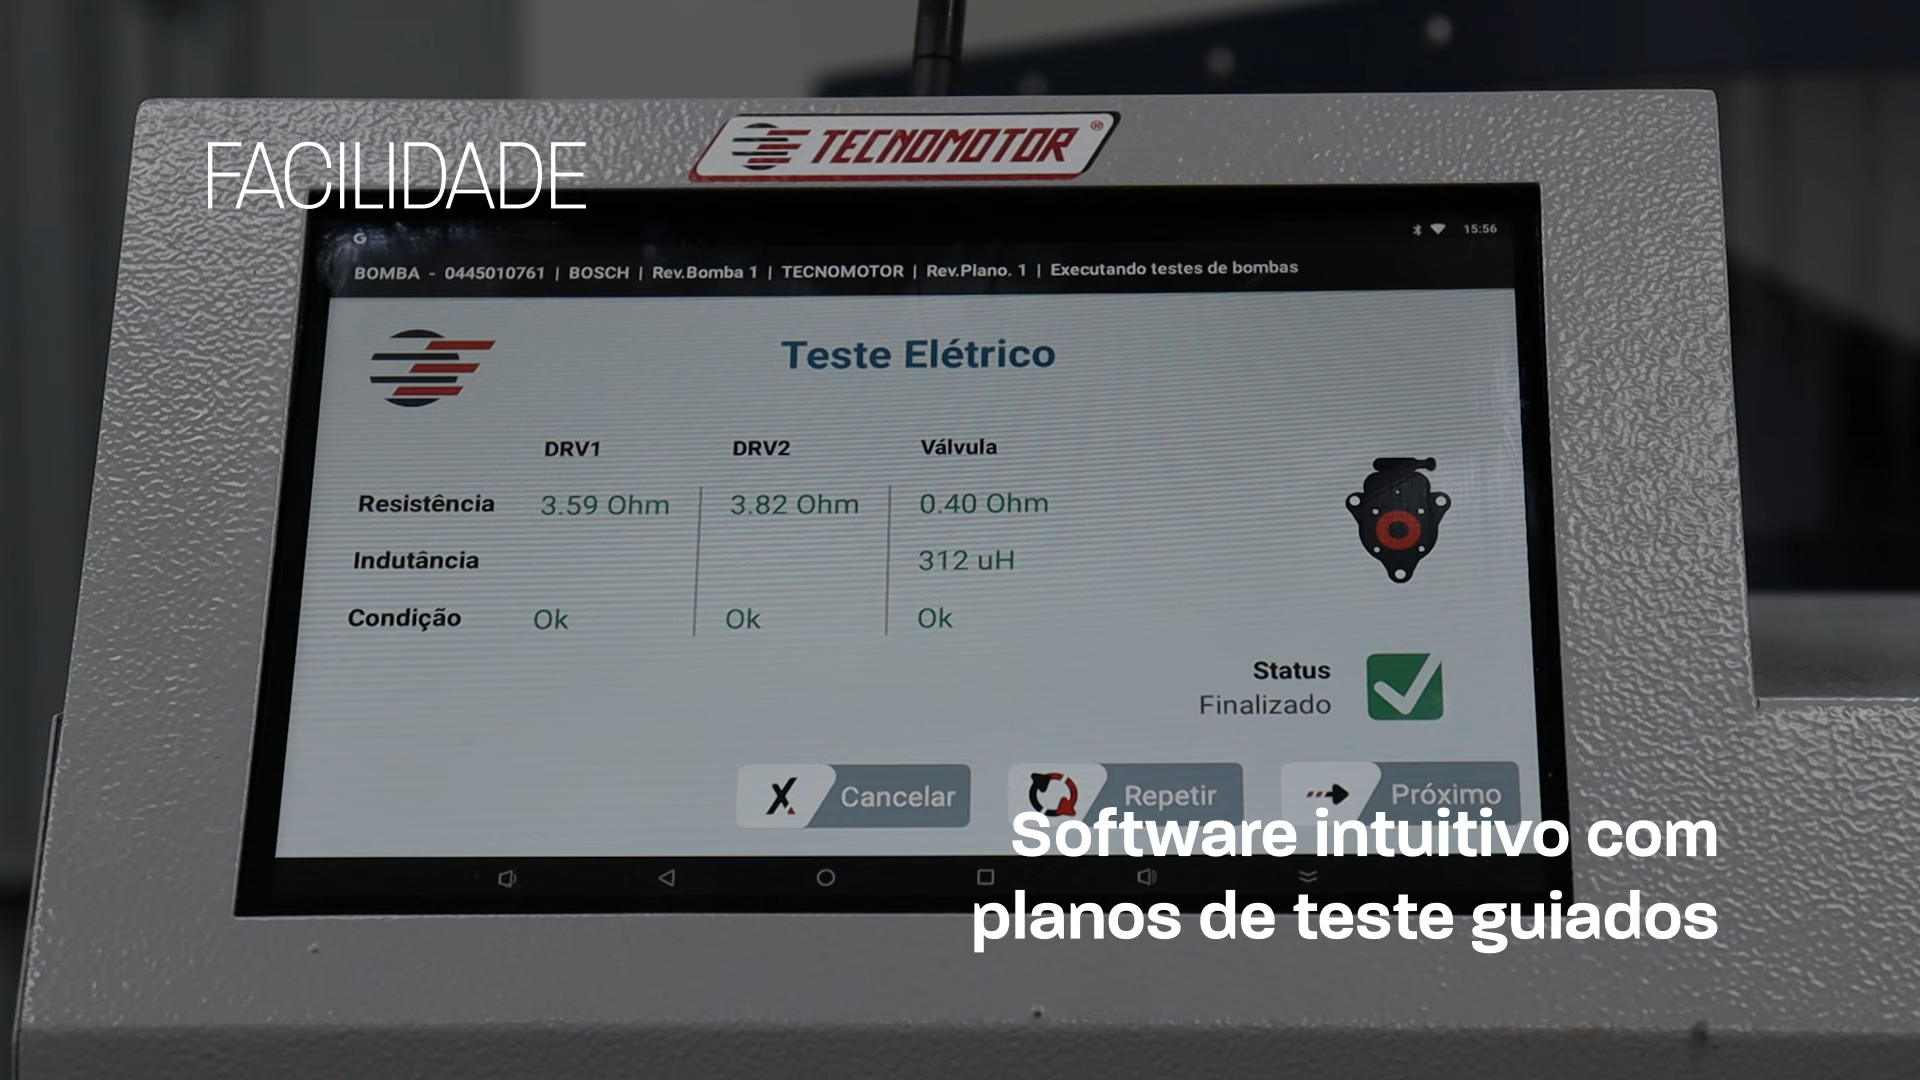 TECNOMOTOR®
FACILIDADE
G
15:56
BOMBA - 0445010761 | BOSCH | Rev.Bomba 1 | TECNOMOTOR | Rev.Plano. 1 | Executando testes de bombas
Teste Elétrico
DRV1 DRV2 Válvula
Resistência 3.59 Ohm 3.82 Ohm 0.40 Ohm
Indutância 312 uH
Condição Ok Ok Ok
Status
Finalizado
Cancelar Repetir Próximo
Software intuitivo com
planos de teste guiados